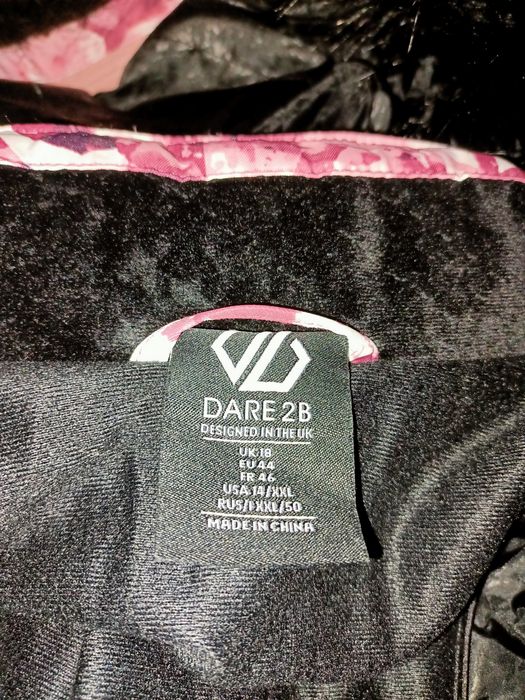 DARE 2B
DESIGNED IN THE UK
UK 18
EU 44
FR 46
USA 14/XXL
RUS/FXXL/50
MADE IN CHINA